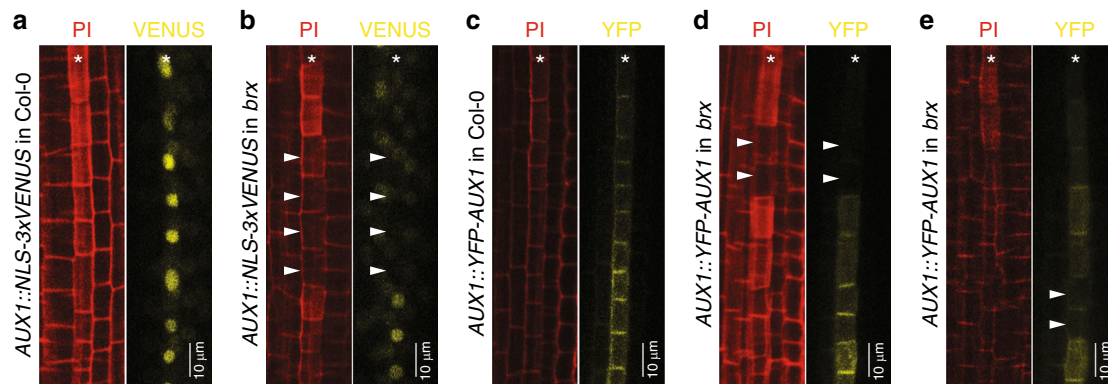 a
PI
VENUS
AUX1::NLS-3xVENUS in Col-0
*
*
10 μm
b
PI
VENUS
AUX1::NLS-3xVENUS in brx
*
*
10 μm
c
PI
YFP
AUX1::YFP-AUX1 in Col-0
*
*
10 μm
d
PI
YFP
AUX1::YFP-AUX1 in brx
*
*
10 μm
e
PI
YFP
AUX1::YFP-AUX1 in brx
*
*
10 μm